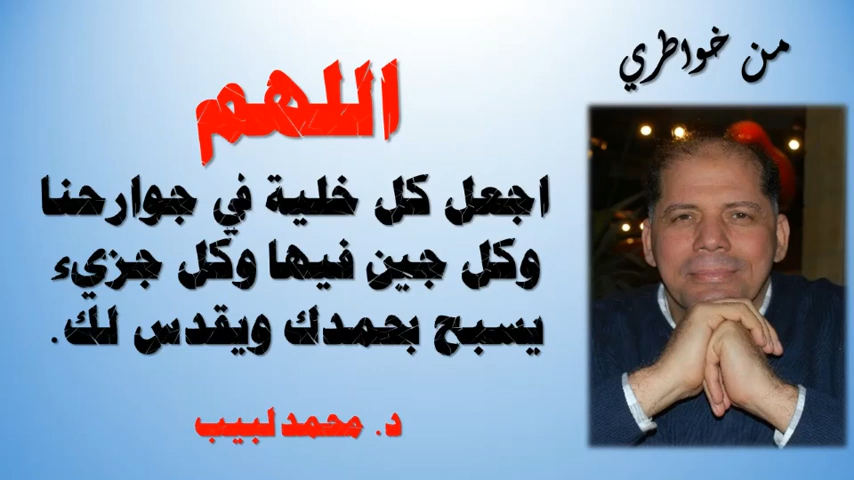 من خواطري
اللهم
اجعل كل خلية في جوارحنا
وكل جين فيها وكل جزيء
يسبح بحمدك ويقدس لك.
د. محمد لبيب